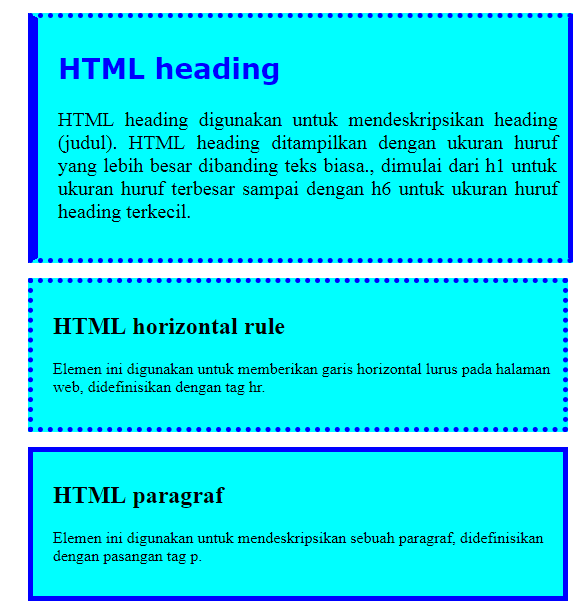 HTML heading
HTML heading digunakan untuk mendeskripsikan heading
(judul). HTML heading ditampilkan dengan ukuran huruf
yang lebih besar dibanding teks biasa., dimulai dari h1 untuk
ukuran huruf terbesar sampai dengan h6 untuk ukuran huruf
heading terkecil.
HTML horizontal rule
Elemen ini digunakan untuk memberikan garis horizontal lurus pada halaman
web, didefinisikan dengan tag hr.
HTML paragraf
Elemen ini digunakan untuk mendeskripsikan sebuah paragraf, didefinisikan
dengan pasangan tag p.